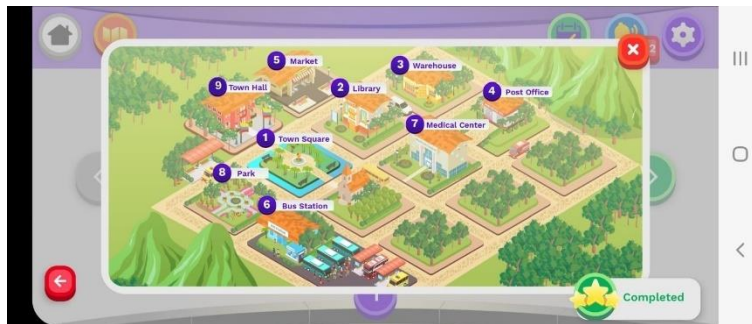 5 Market
3 Warehouse
9 Town Hall
2 Library
4 Post Office
7 Medical Center
1 Town Square
8 Park
6 Bus Station
2
Completed